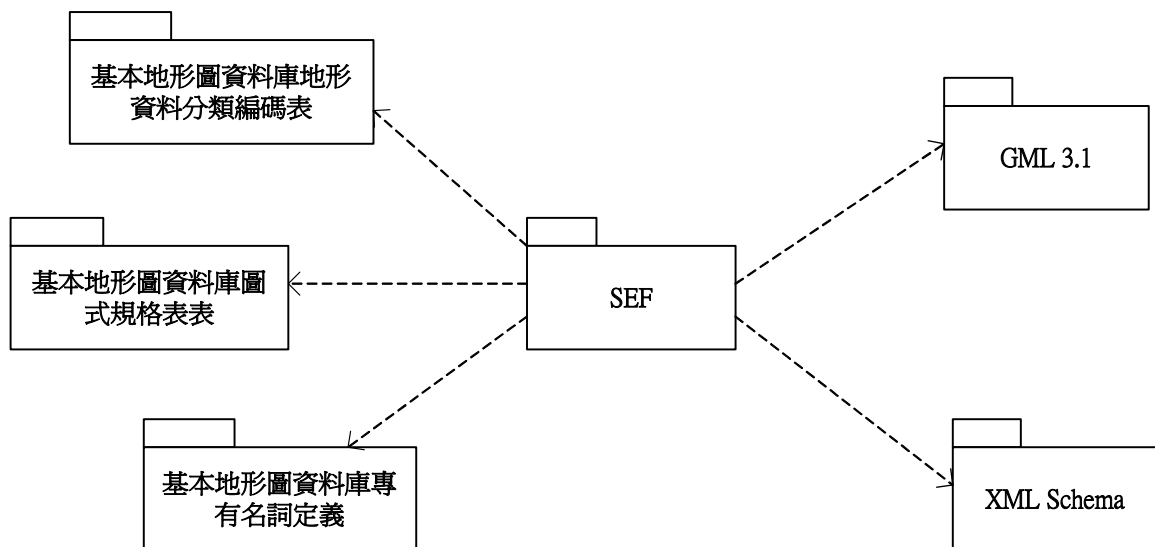 基本地形圖資料庫地形
資料分類編碼表
GML 3.1
基本地形圖資料庫圖
式規格表表
SEF
基本地形圖資料庫專
有名詞定義
XML Schema